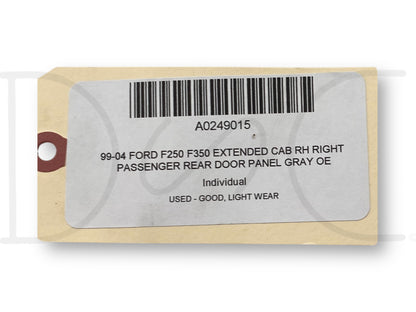 A0249015
99-04 FORD F250 F350 EXTENDED CAB RH RIGHT
PASSENGER REAR DOOR PANEL GRAY OE
Individual
USED - GOOD, LIGHT WEAR